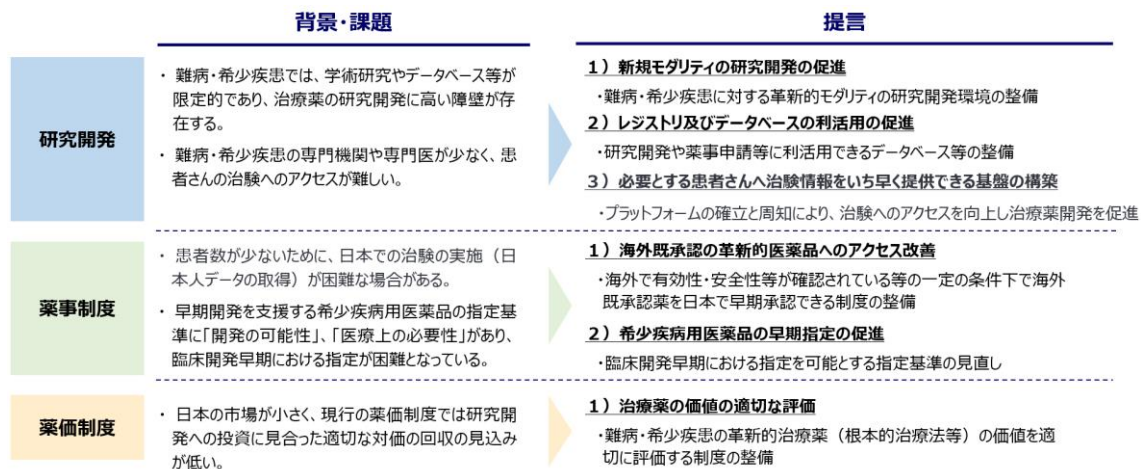 背景･課題
提言
研究開発
・ 難病・希少疾患では、学術研究やデータベース等が
限定的であり、治療薬の研究開発に高い障壁が存
在する。
・ 難病・希少疾患の専門機関や専門医が少なく、患
者さんの治験へのアクセスが難しい。
１）新規モダリティの研究開発の促進
・難病・希少疾患に対する革新的モダリティの研究開発環境の整備
２）レジストリ及びデータベースの利活用の促進
・研究開発や薬事申請等に利活用できるデータベース等の整備
３）必要とする患者さんへ治験情報をいち早く提供できる基盤の構築
・プラットフォームの確立と周知により、治験へのアクセスを向上し治療薬開発を促進
薬事制度
・ 患者数が少ないために、日本での治験の実施（日
本人データの取得）が困難な場合がある。
・ 早期開発を支援する希少疾病用医薬品の指定基
準に「開発の可能性」、「医療上の必要性」があり、
臨床開発早期における指定が困難となっている。
１）海外既承認の革新的医薬品へのアクセス改善
・海外で有効性・安全性等が確認されている等の一定の条件下で海外
既承認薬を日本で早期承認できる制度の整備
２）希少疾病用医薬品の早期指定の促進
・臨床開発早期における指定を可能とする指定基準の見直し
薬価制度
・ 日本の市場が小さく、現行の薬価制度では研究開
発への投資に見合った適切な対価の回収の見込み
が低い。
１）治療薬の価値の適切な評価
・難病・希少疾患の革新的治療薬（根本的治療法等）の価値を適
切に評価する制度の整備